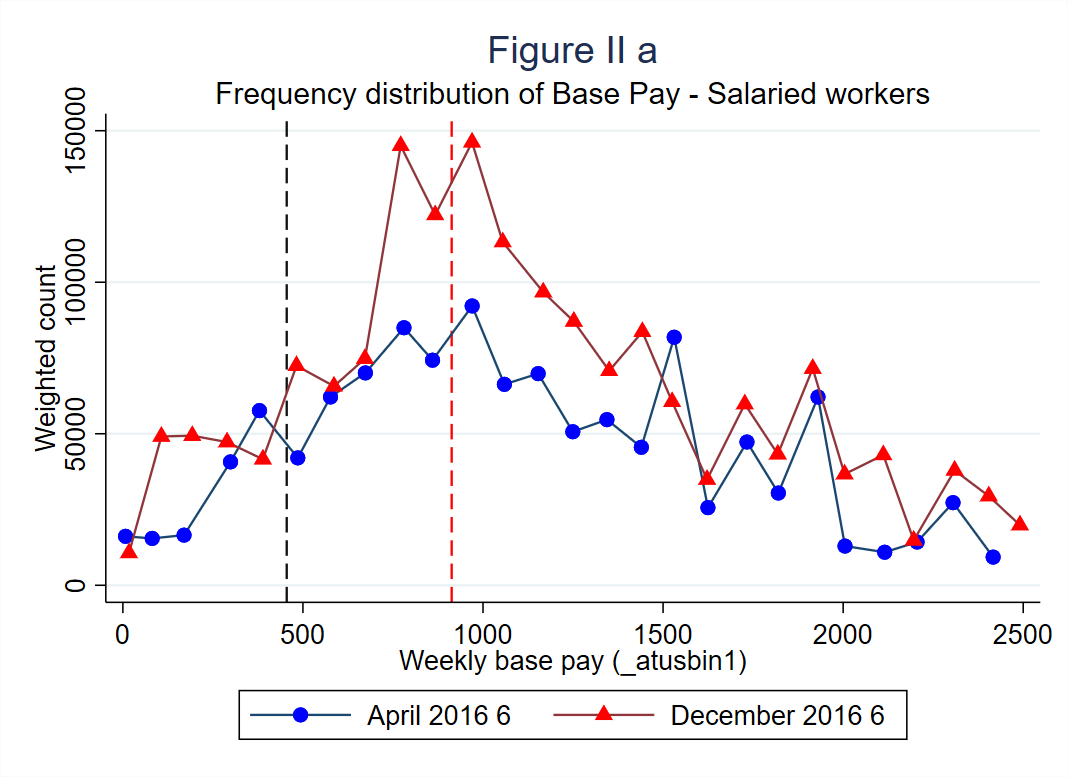 Figure II a
Frequency distribution of Base Pay - Salaried workers
Weighted count
150000
100000
50000
0
0 500 1000 1500 2000 2500
Weekly base pay (_atusbin1)
April 2016 6 December 2016 6